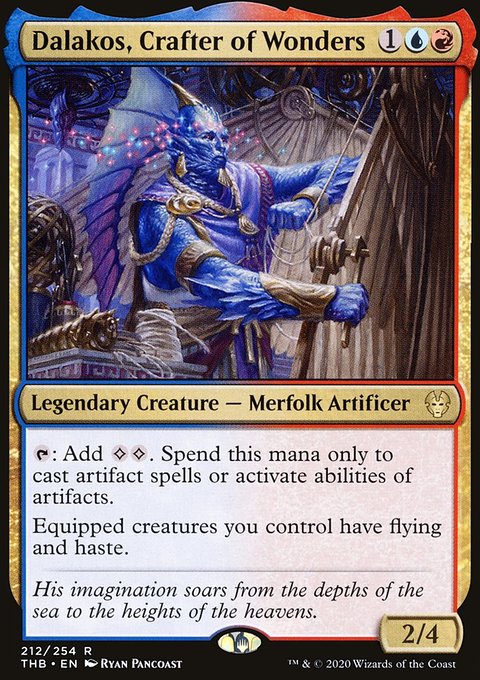 Dalakos, Crafter of Wonders 1
Legendary Creature — Merfolk Artificer
: Add . Spend this mana only to
cast artifact spells or activate abilities of
artifacts.
Equipped creatures you control have flying
and haste.
His imagination soars from the depths of the
sea to the heights of the heavens.
2/4
212/254 R
THB • EN Ryan Pancoast
™ & © 2020 Wizards of the Coast